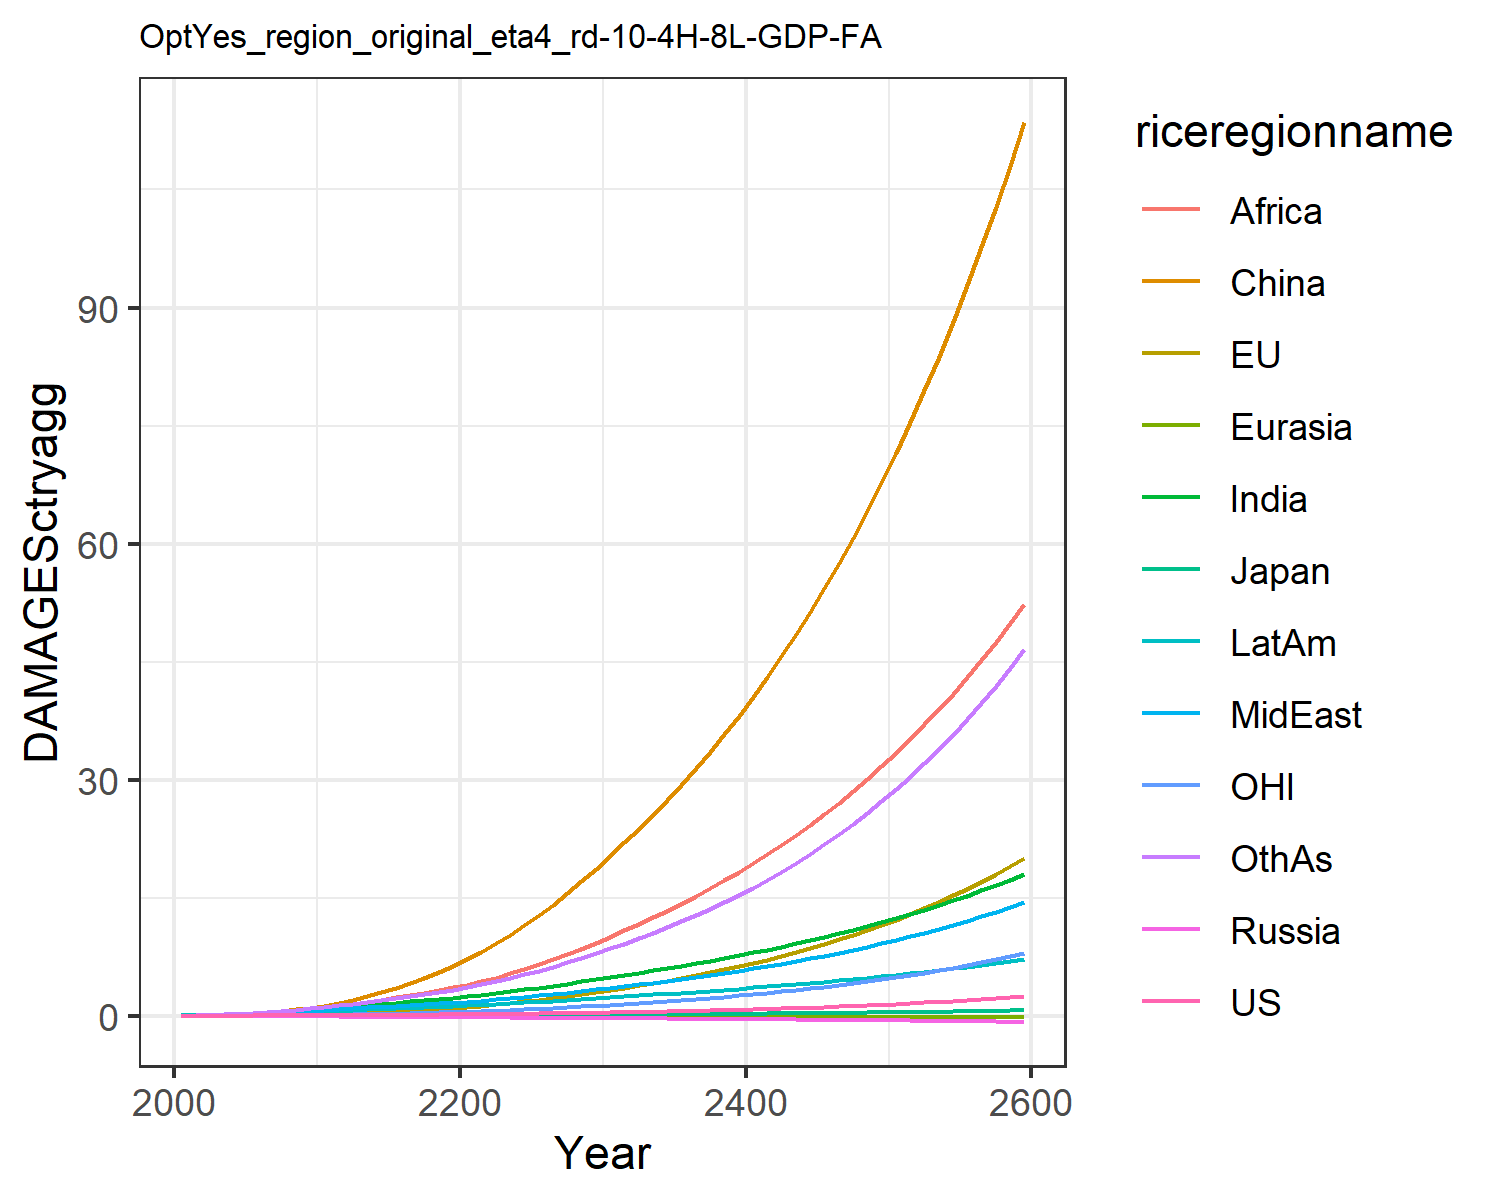 OptYes_region_original_eta4_rd-10-4H-8L-GDP-FA
DAMAGESctryagg
90
60
30
0
2000
2200
2400
2600
Year
riceregionname
Africa
China
EU
Eurasia
India
Japan
LatAm
MidEast
OHI
OthAs
Russia
US